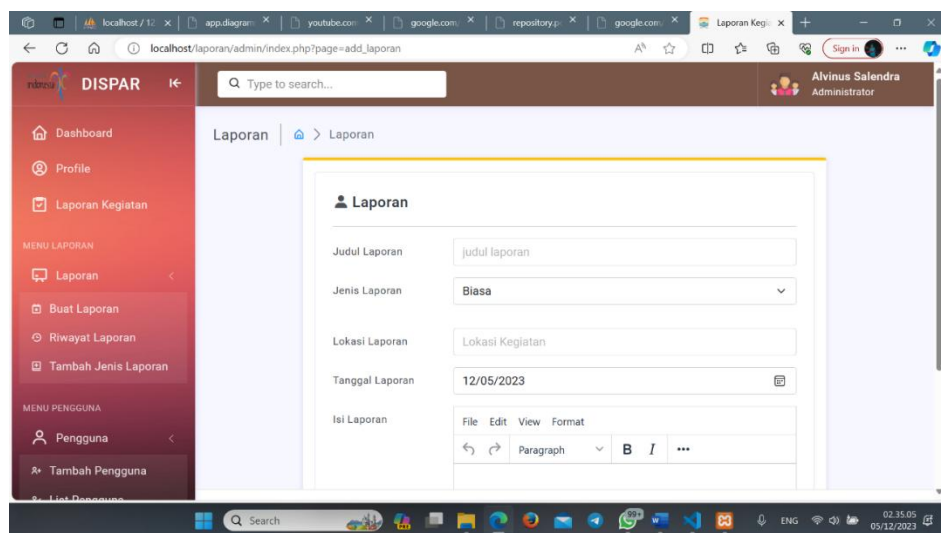 localhost / 12
app.diagram
youtube.com
google.com/
repository.p
google.com/
Laporan Kegi
localhost/laporan/admin/index.php?page=add_laporan
Sign in
DISPAR
Type to search...
Alvinus Salendra
Administrator
Dashboard
Profile
Laporan Kegiatan
MENU LAPORAN
Laporan
Buat Laporan
Riwayat Laporan
Tambah Jenis Laporan
MENU PENGGUNA
Pengguna
Tambah Pengguna
List Pengguna
Laporan
Laporan
Laporan
Judul Laporan
judul laporan
Jenis Laporan
Biasa
Lokasi Laporan
Lokasi Kegiatan
Tanggal Laporan
12/05/2023
Isi Laporan
File Edit View Format
Paragraph B I
Search
99+
ENG
02.35.05
05/12/2023